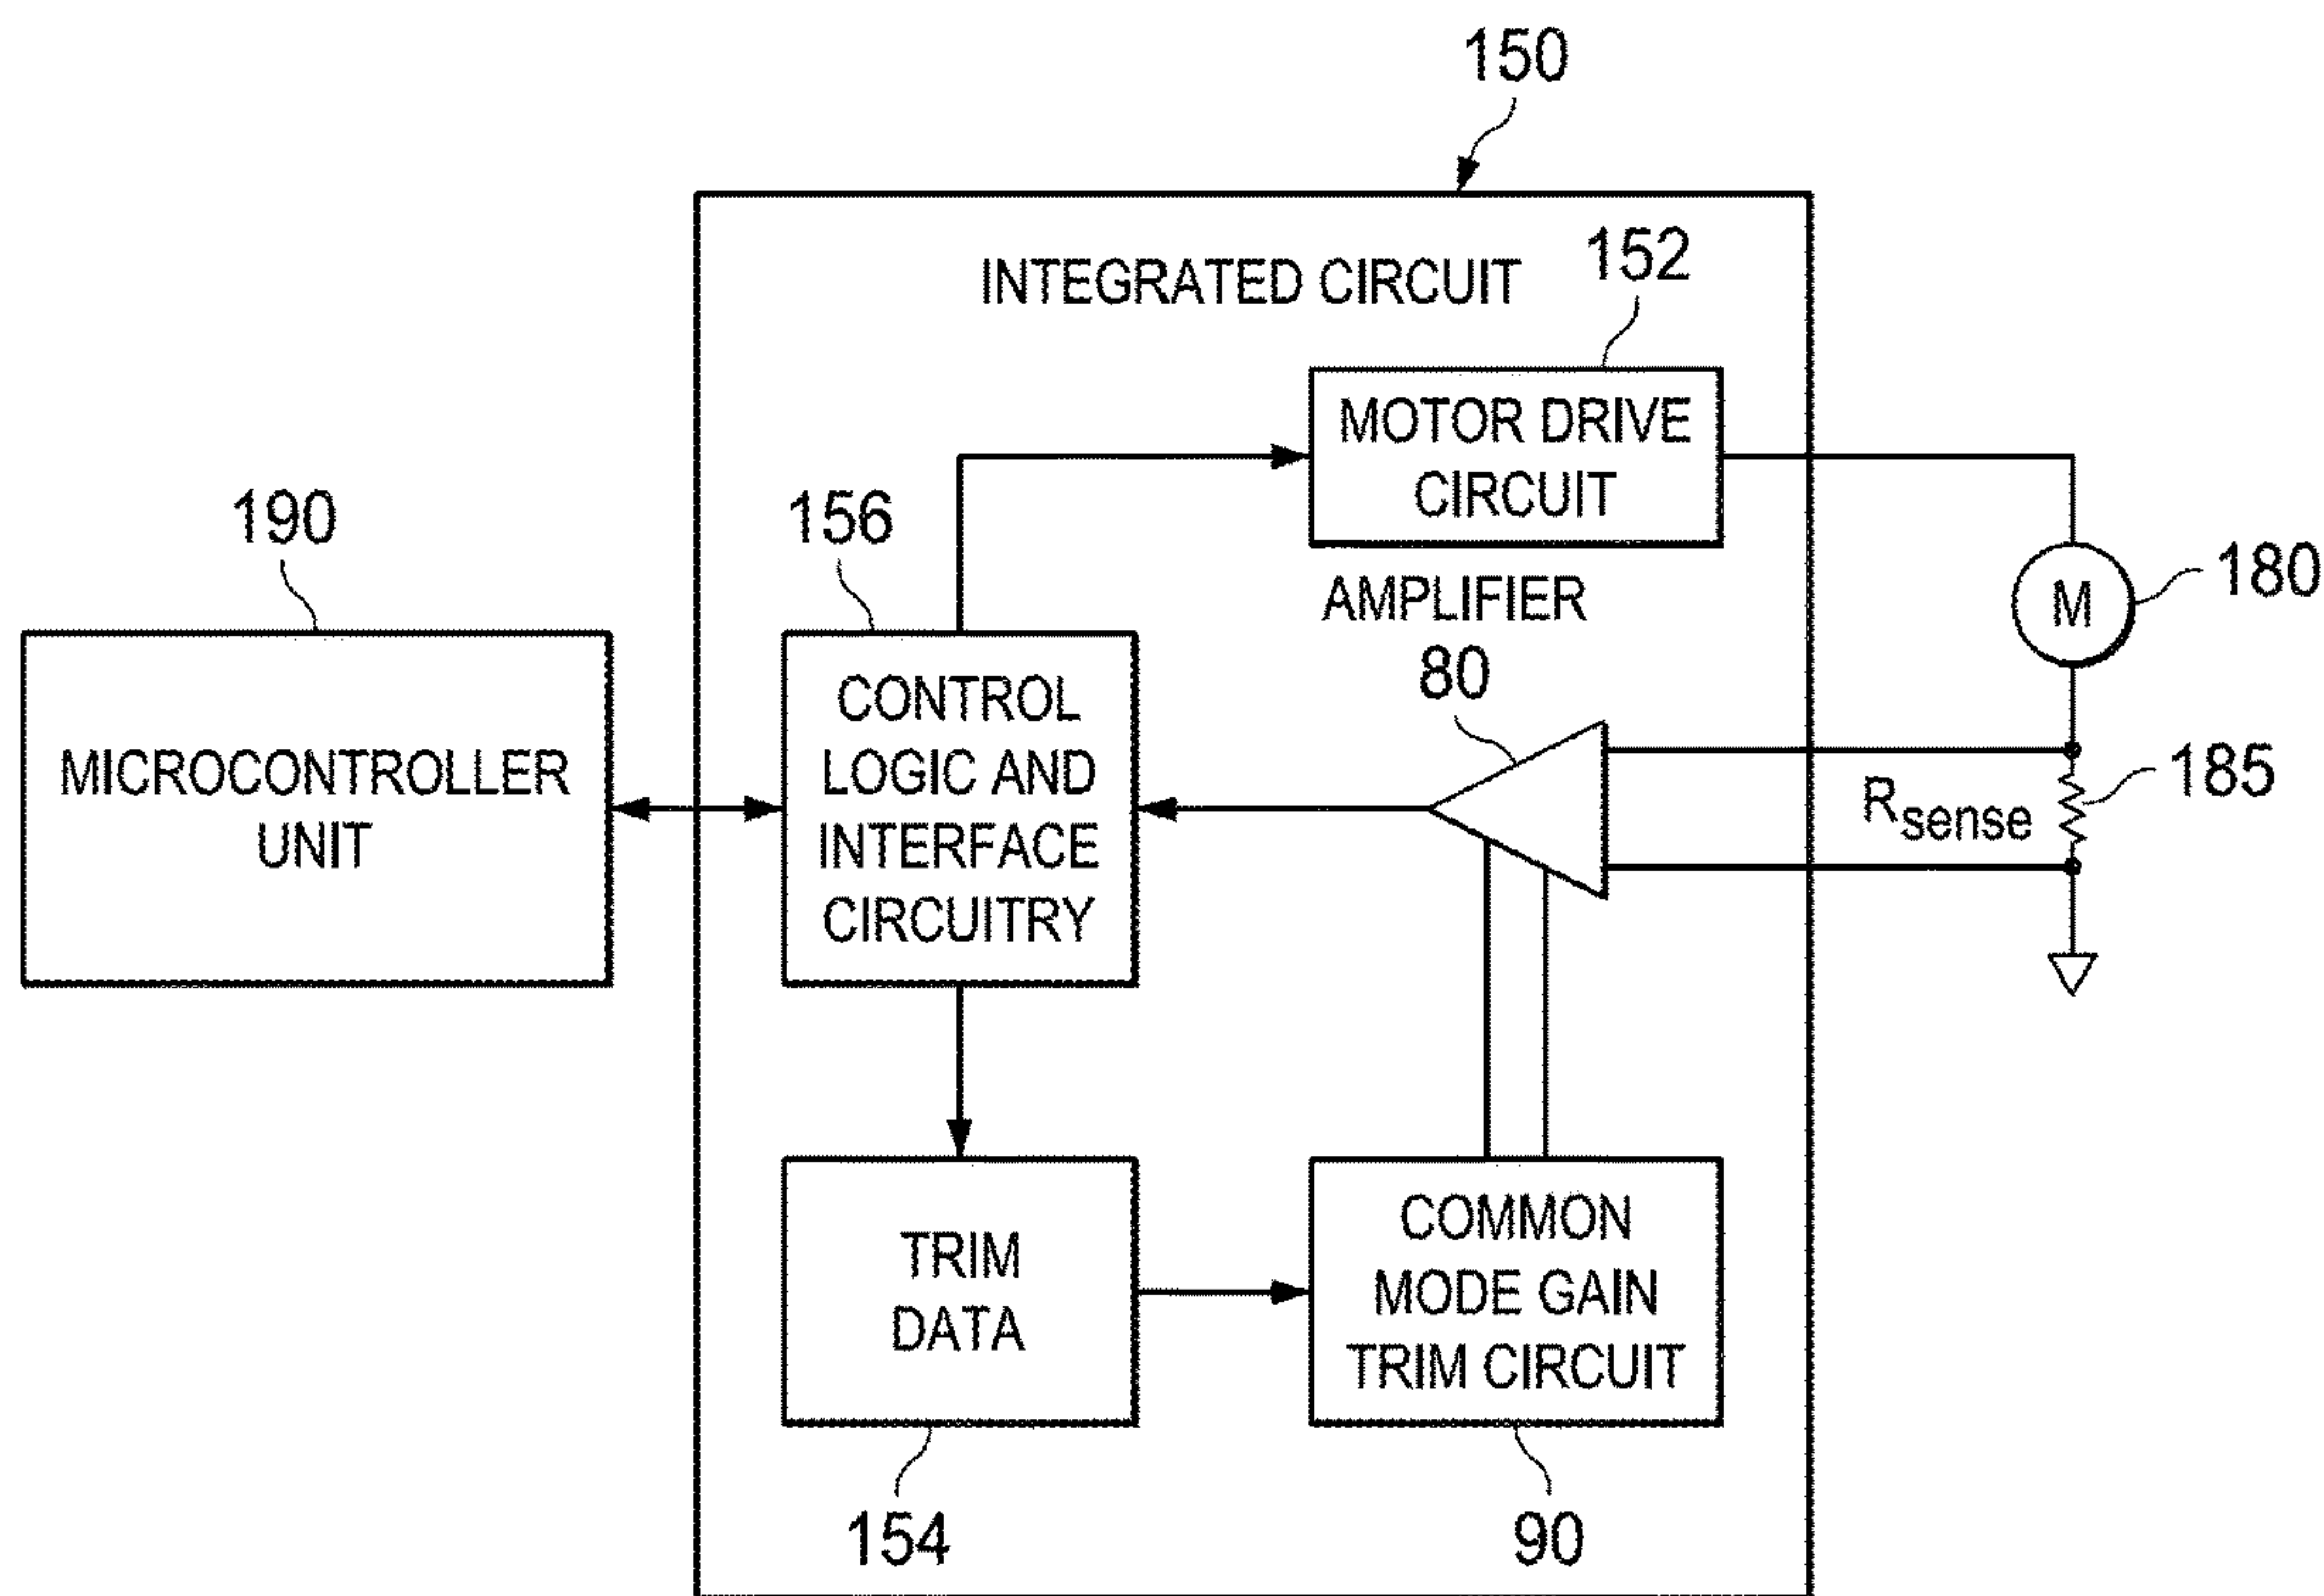 150
INTEGRATED CIRCUIT
152
MOTOR DRIVE
CIRCUIT
190
156
AMPLIFIER
80
180
M
MICROCONTROLLER
UNIT
CONTROL
LOGIC AND
INTERFACE
CIRCUITRY
Rsense
185
TRIM
DATA
COMMON
MODE GAIN
TRIM CIRCUIT
154
90